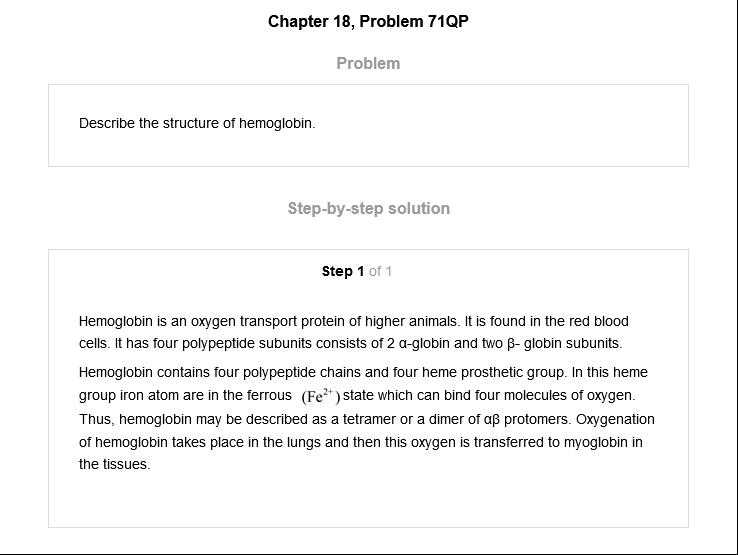 Chapter 18, Problem 71QP
Problem
Describe the structure of hemoglobin.
Step-by-step solution
Step 1 of 1
Hemoglobin is an oxygen transport protein of higher animals. It is found in the red blood
cells. It has four polypeptide subunits consists of 2 α-globin and two β- globin subunits.
Hemoglobin contains four polypeptide chains and four heme prosthetic group. In this heme
group iron atom are in the ferrous (Fe²⁺) state which can bind four molecules of oxygen.
Thus, hemoglobin may be described as a tetramer or a dimer of αβ protomers. Oxygenation
of hemoglobin takes place in the lungs and then this oxygen is transferred to myoglobin in
the tissues.